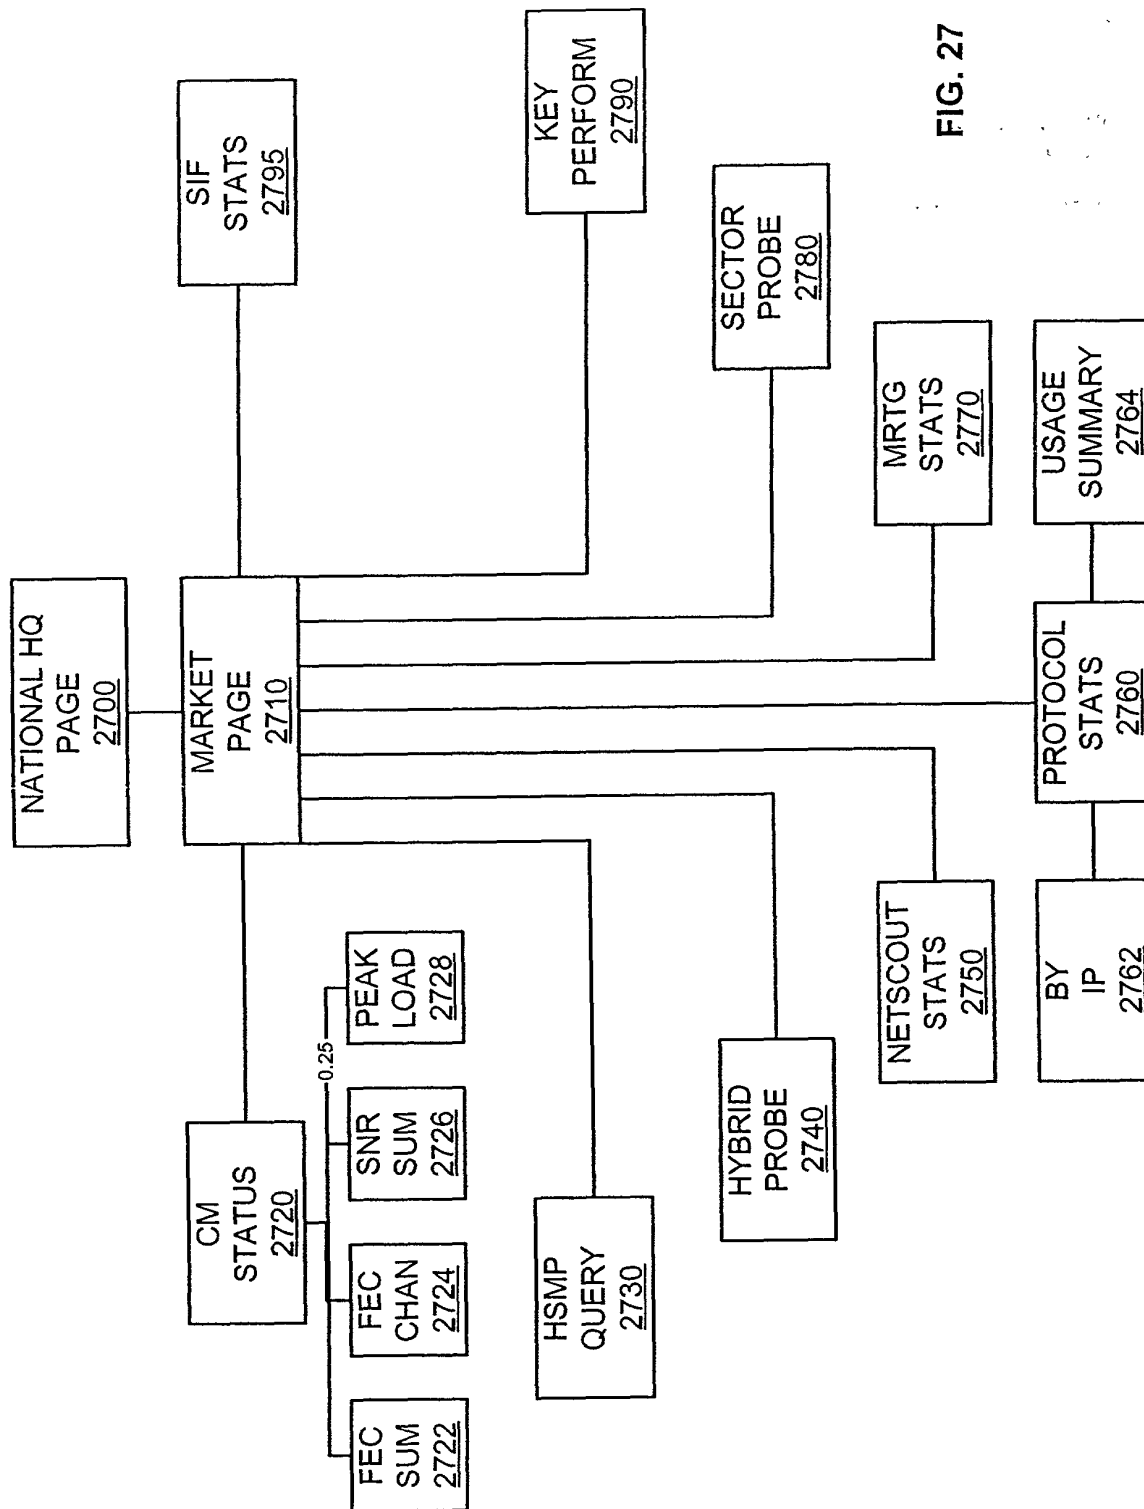 NATIONAL HQ
PAGE
2700
MARKET
PAGE
2710
SIF
STATS
2795
CM
STATUS
2720
FEC
SUM
2722
FEC
CHAN
2724
SNR
SUM
2726
PEAK
LOAD
2728
0.25
HSMP
QUERY
2730
HYBRID
PROBE
2740
NETSCOUT
STATS
2750
BY
IP
2762
PROTOCOL
STATS
2760
USAGE
SUMMARY
2764
MRTG
STATS
2770
SECTOR
PROBE
2780
KEY
PERFORM
2790
FIG. 27